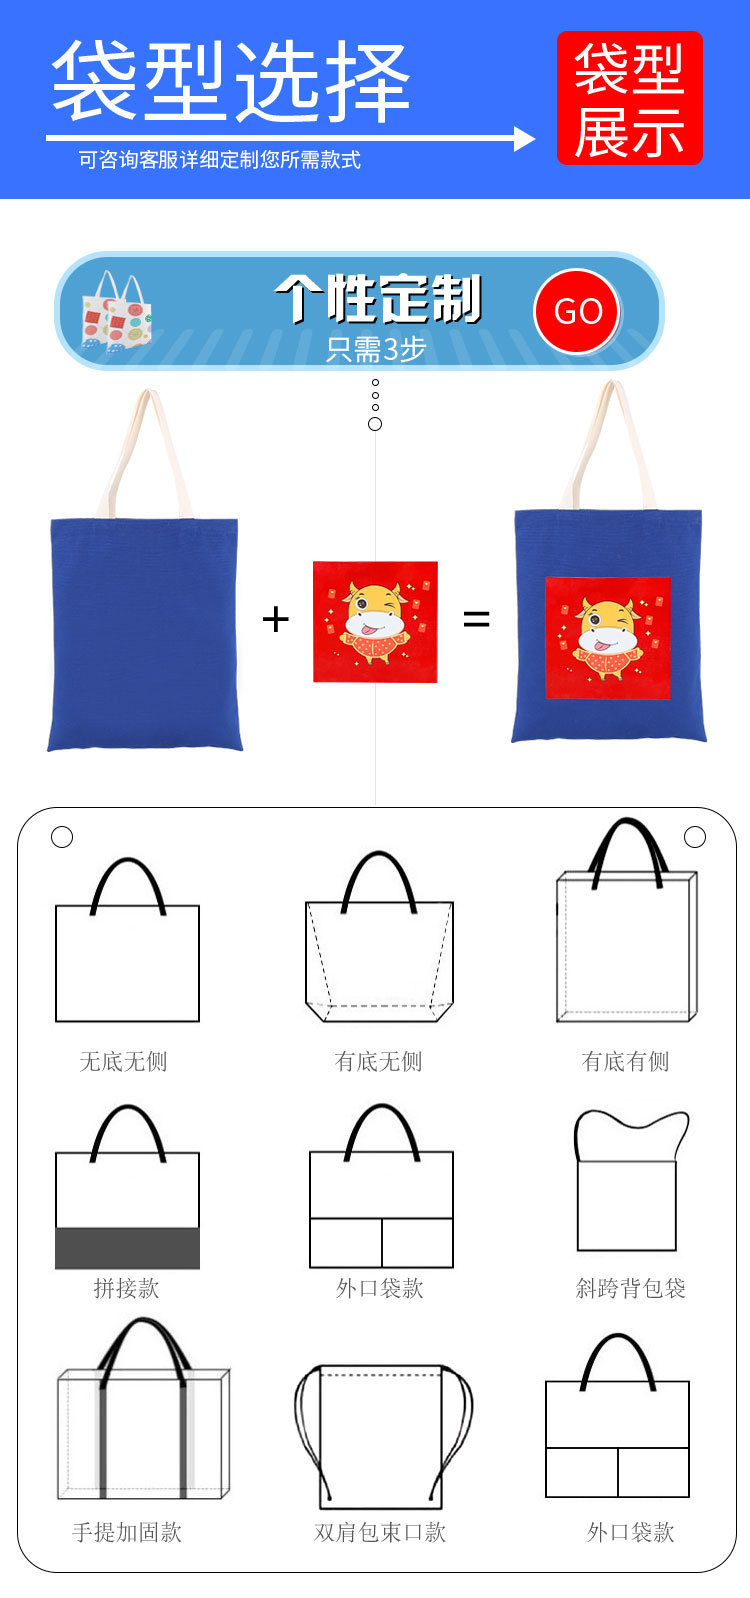 袋型选择
可咨询客服详细定制您所需款式
袋型
展示
个性定制
只需3步
GO
+
=
无底无侧
有底无侧
有底有侧
拼接款
外口袋款
斜跨背包袋
手提加固款
双肩包束口款
外口袋款